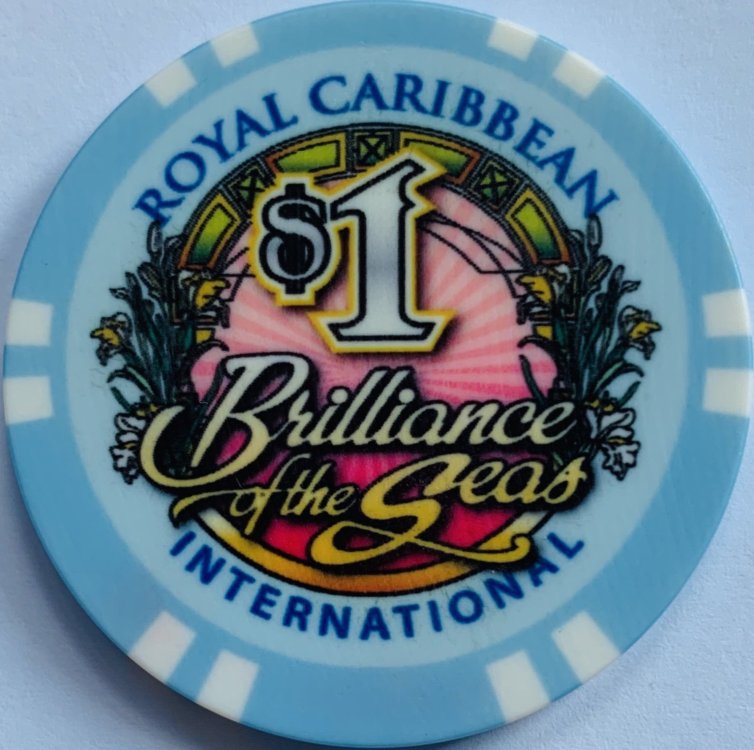 ROYAL CARIBBEAN
$1
Brilliance
of the Seas
INTERNATIONAL